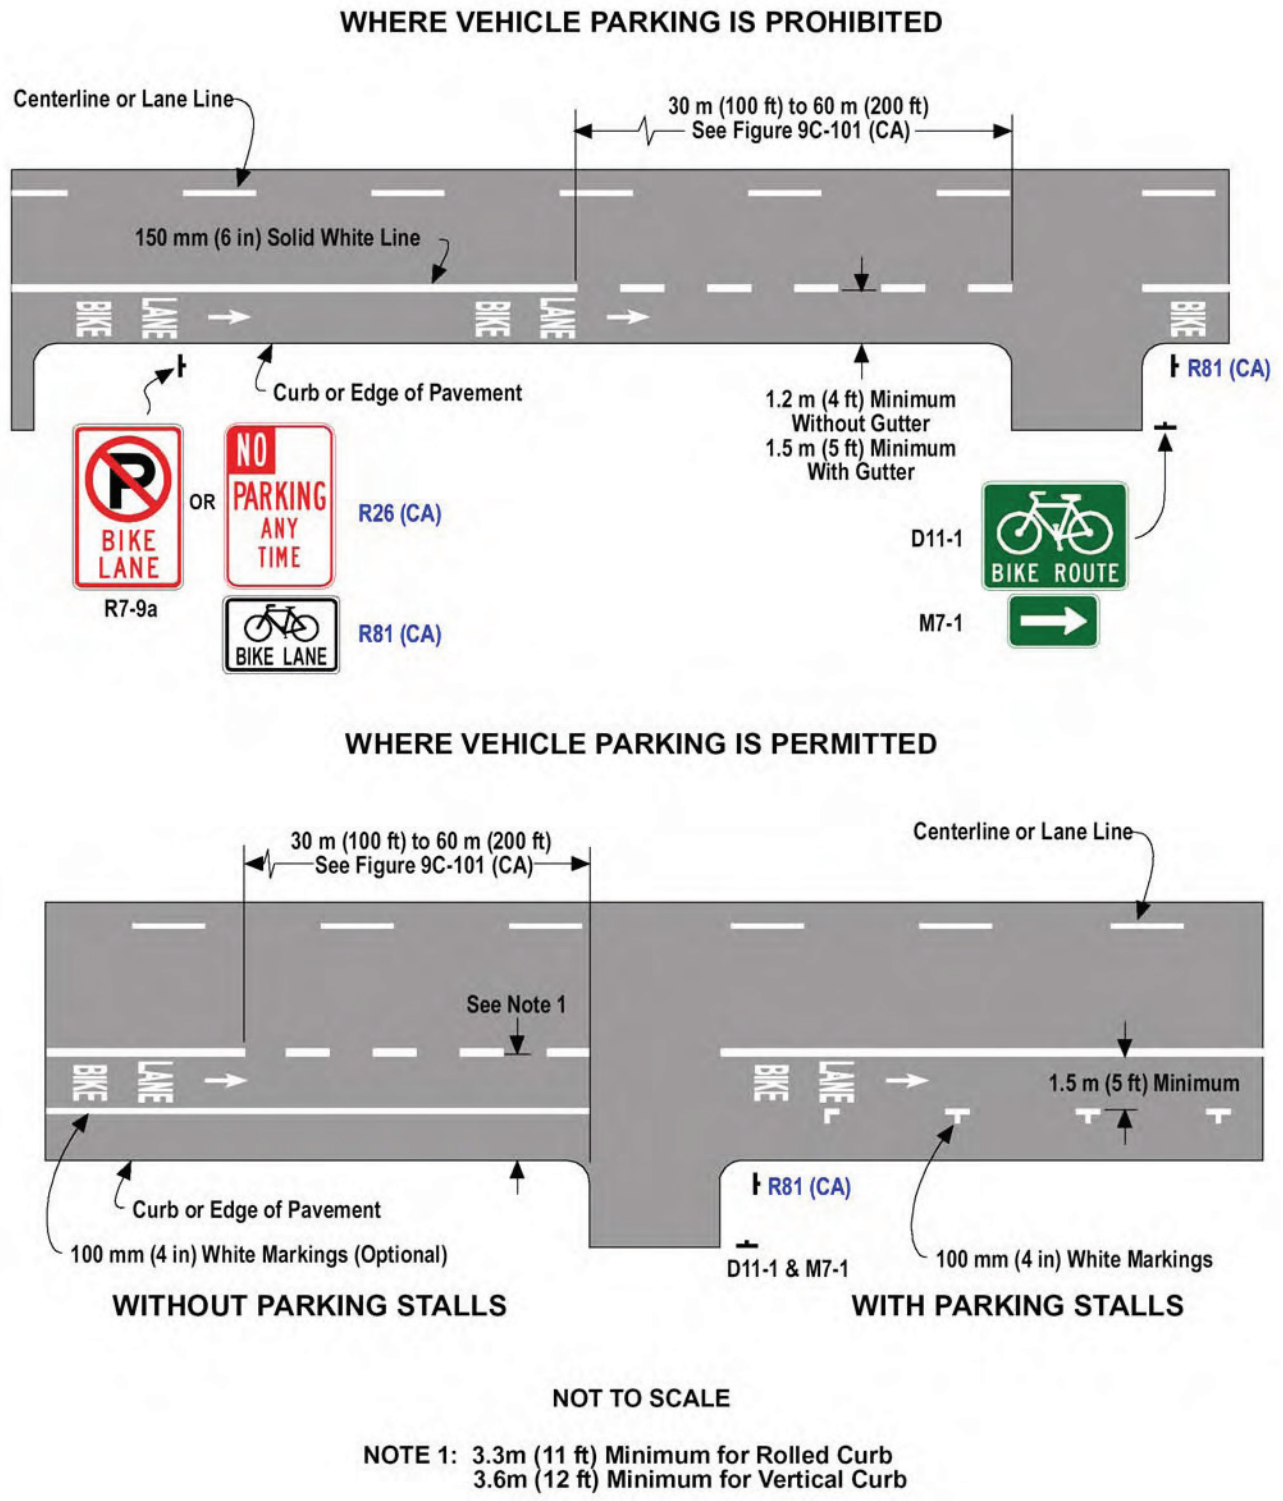 WHERE VEHICLE PARKING IS PROHIBITED
Centerline or Lane Line
30 m (100 ft) to 60 m (200 ft)
See Figure 9C-101 (CA)
150 mm (6 in) Solid White Line
BIKE
LANE
BIKE
LANE
BIKE
R81 (CA)
Curb or Edge of Pavement
1.2 m (4 ft) Minimum
Without Gutter
1.5 m (5 ft) Minimum
With Gutter
P
BIKE
LANE
R7-9a
OR
NO
PARKING
ANY
TIME
R26 (CA)
BIKE LANE
R81 (CA)
D11-1
BIKE ROUTE
M7-1
WHERE VEHICLE PARKING IS PERMITTED
30 m (100 ft) to 60 m (200 ft)
See Figure 9C-101 (CA)
Centerline or Lane Line
See Note 1
BIKE
LANE
BIKE
LANE
1.5 m (5 ft) Minimum
R81 (CA)
Curb or Edge of Pavement
100 mm (4 in) White Markings (Optional)
D11-1 & M7-1
100 mm (4 in) White Markings
WITHOUT PARKING STALLS
WITH PARKING STALLS
NOT TO SCALE
NOTE 1: 3.3m (11 ft) Minimum for Rolled Curb
3.6m (12 ft) Minimum for Vertical Curb